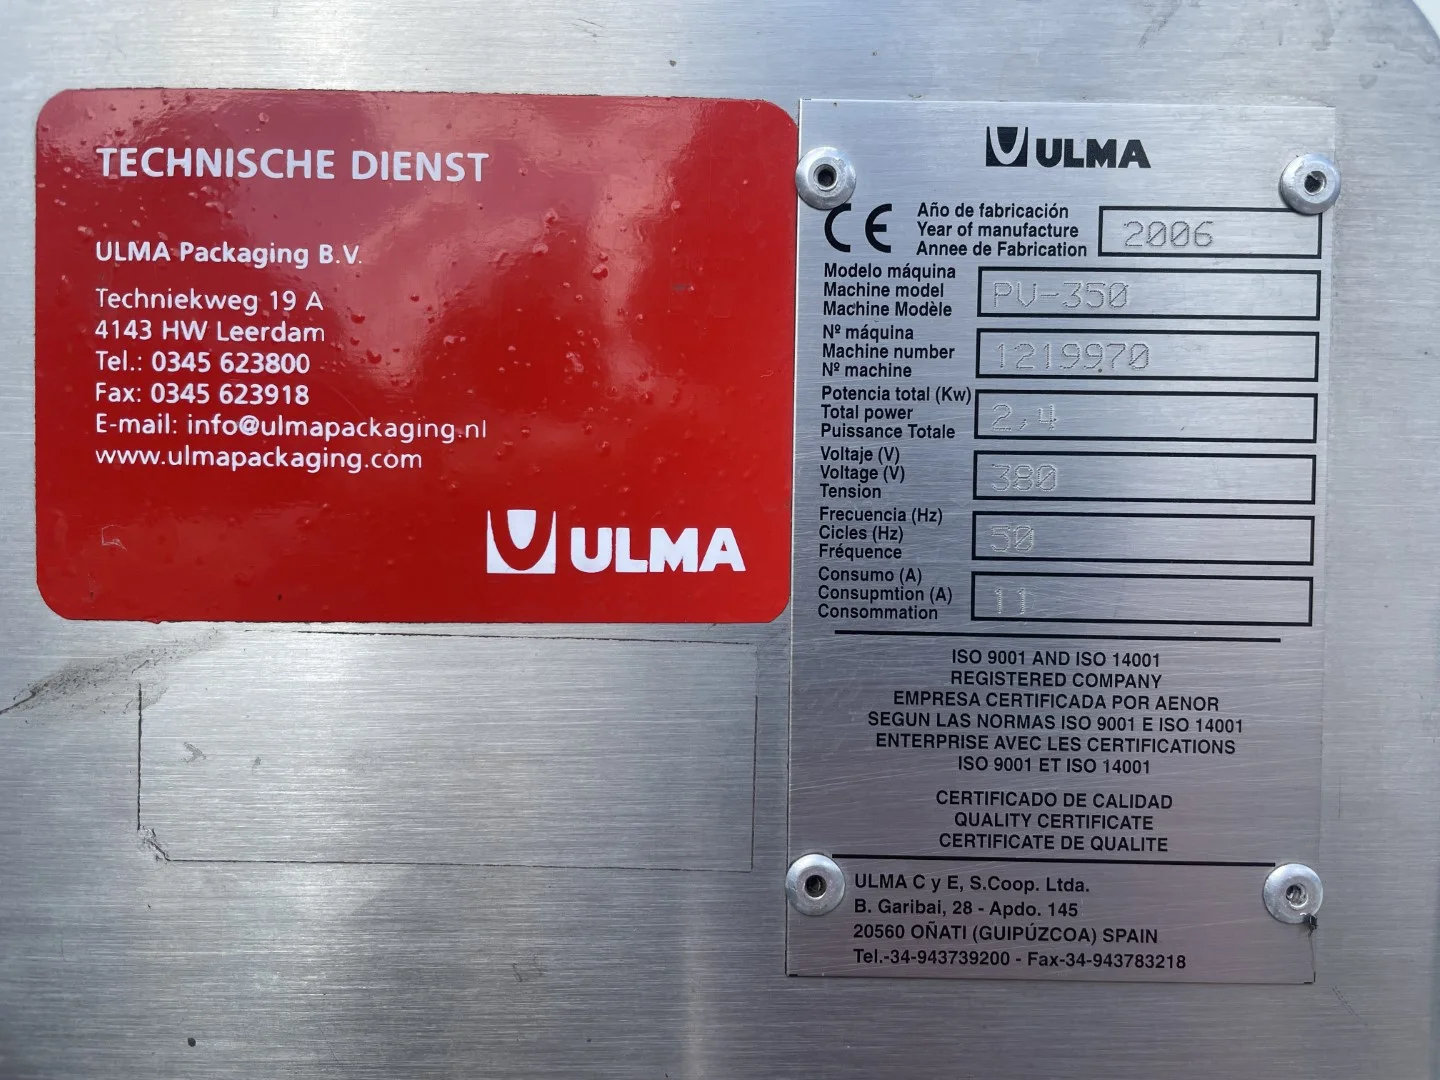 TECHNISCHE DIENST
ULMA Packaging B.V.
Techniekweg 19 A
4143 HW Leerdam
Tel.: 0345 623800
Fax: 0345 623918
E-mail: info@ulmapackaging.nl
www.ulmapackaging.com
ULMA
ULMA
CE
Año de fabricación
Year of manufacture
Annee de Fabrication
2006
Modelo máquina
Machine model
Machine Modèle
PV-350
Nº máquina
Machine number
Nº machine
1219970
Potencia total (Kw)
Total power
Puissance Totale
2,4
Voltaje (V)
Voltage (V)
Tension
380
Frecuencia (Hz)
Cicles (Hz)
Fréquence
50
Consumo (A)
Consupmtion (A)
Consommation
11
ISO 9001 AND ISO 14001
REGISTERED COMPANY
EMPRESA CERTIFICADA POR AENOR
SEGUN LAS NORMAS ISO 9001 E ISO 14001
ENTERPRISE AVEC LES CERTIFICATIONS
ISO 9001 ET ISO 14001
CERTIFICADO DE CALIDAD
QUALITY CERTIFICATE
CERTIFICATE DE QUALITE
ULMA C y E, S.Coop. Ltda.
B. Garibai, 28 - Apdo. 145
20560 OÑATI (GUIPÚZCOA) SPAIN
Tel.-34-943739200 - Fax-34-943783218